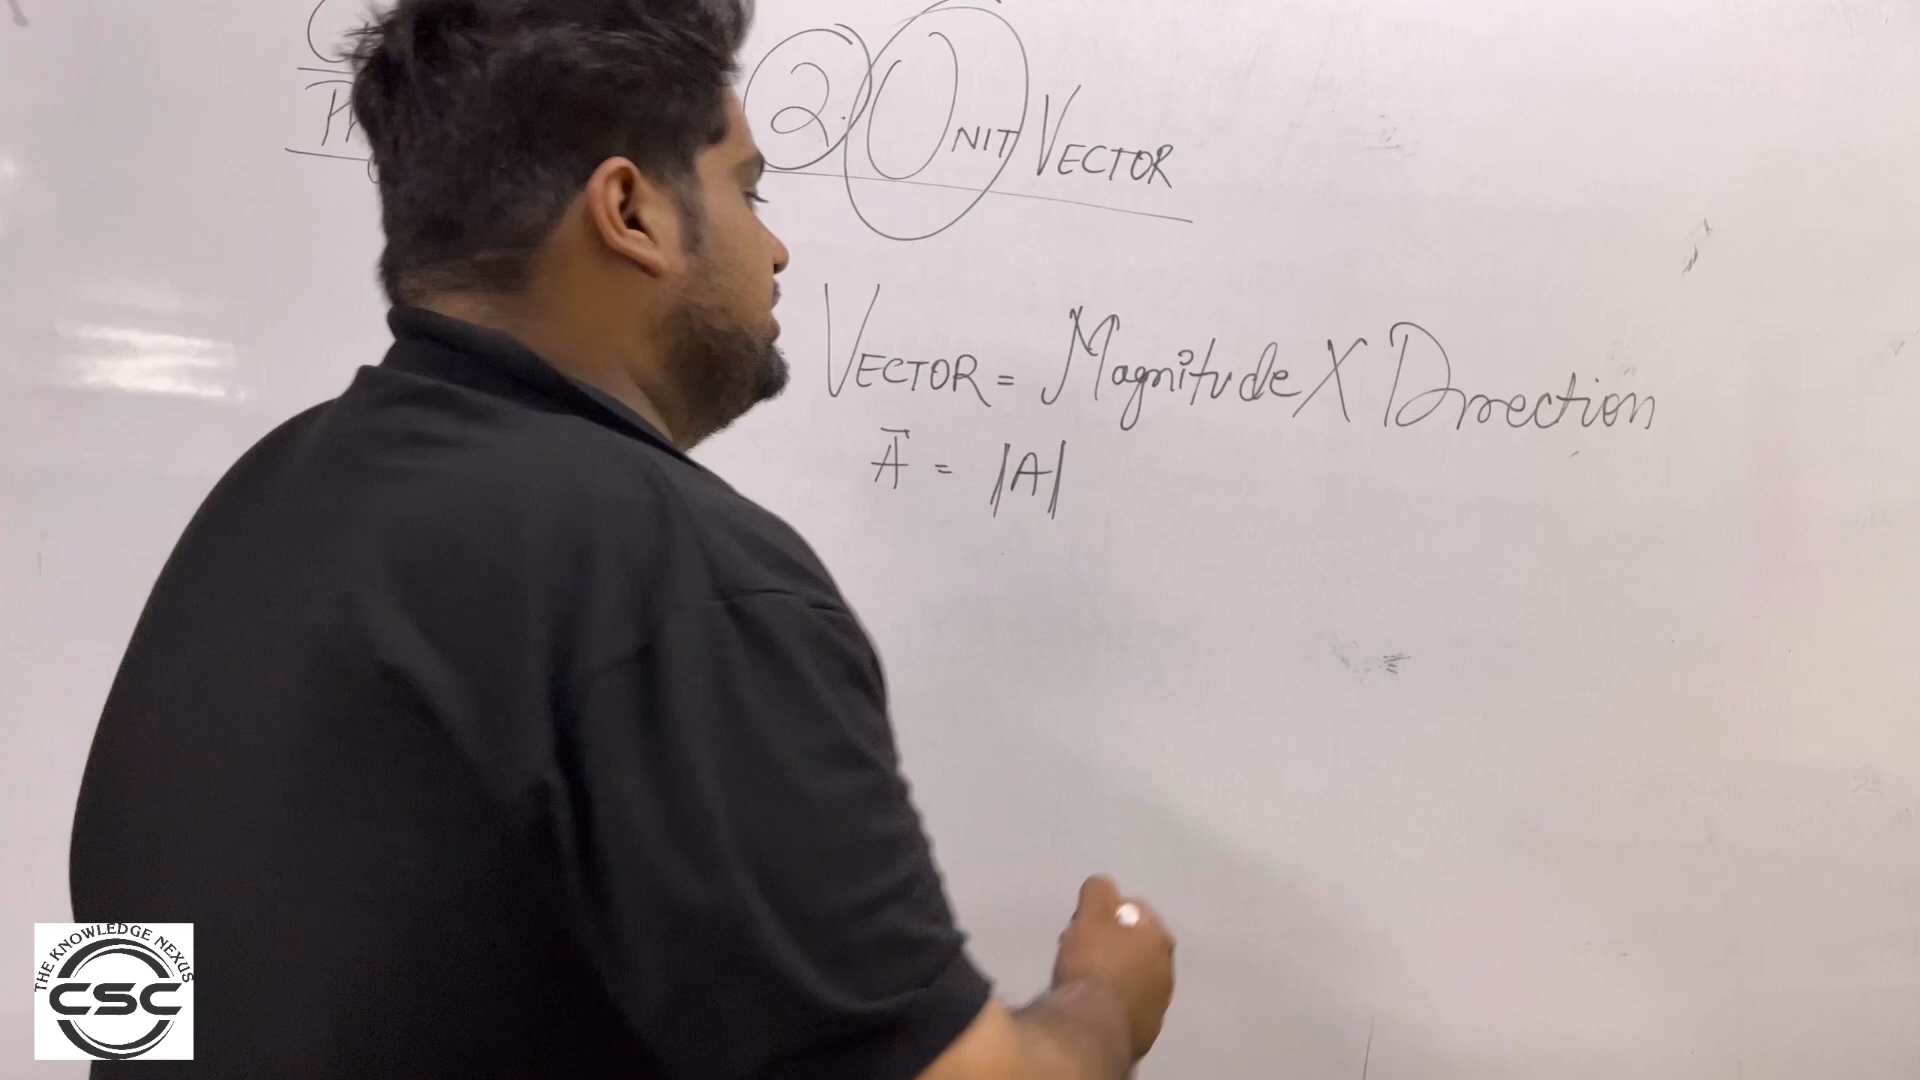 ② UNIT VECTOR
VECTOR = Magnitude X Direction
A̅ = |A|
THE KNOWLEDGE NEXUS
CSC